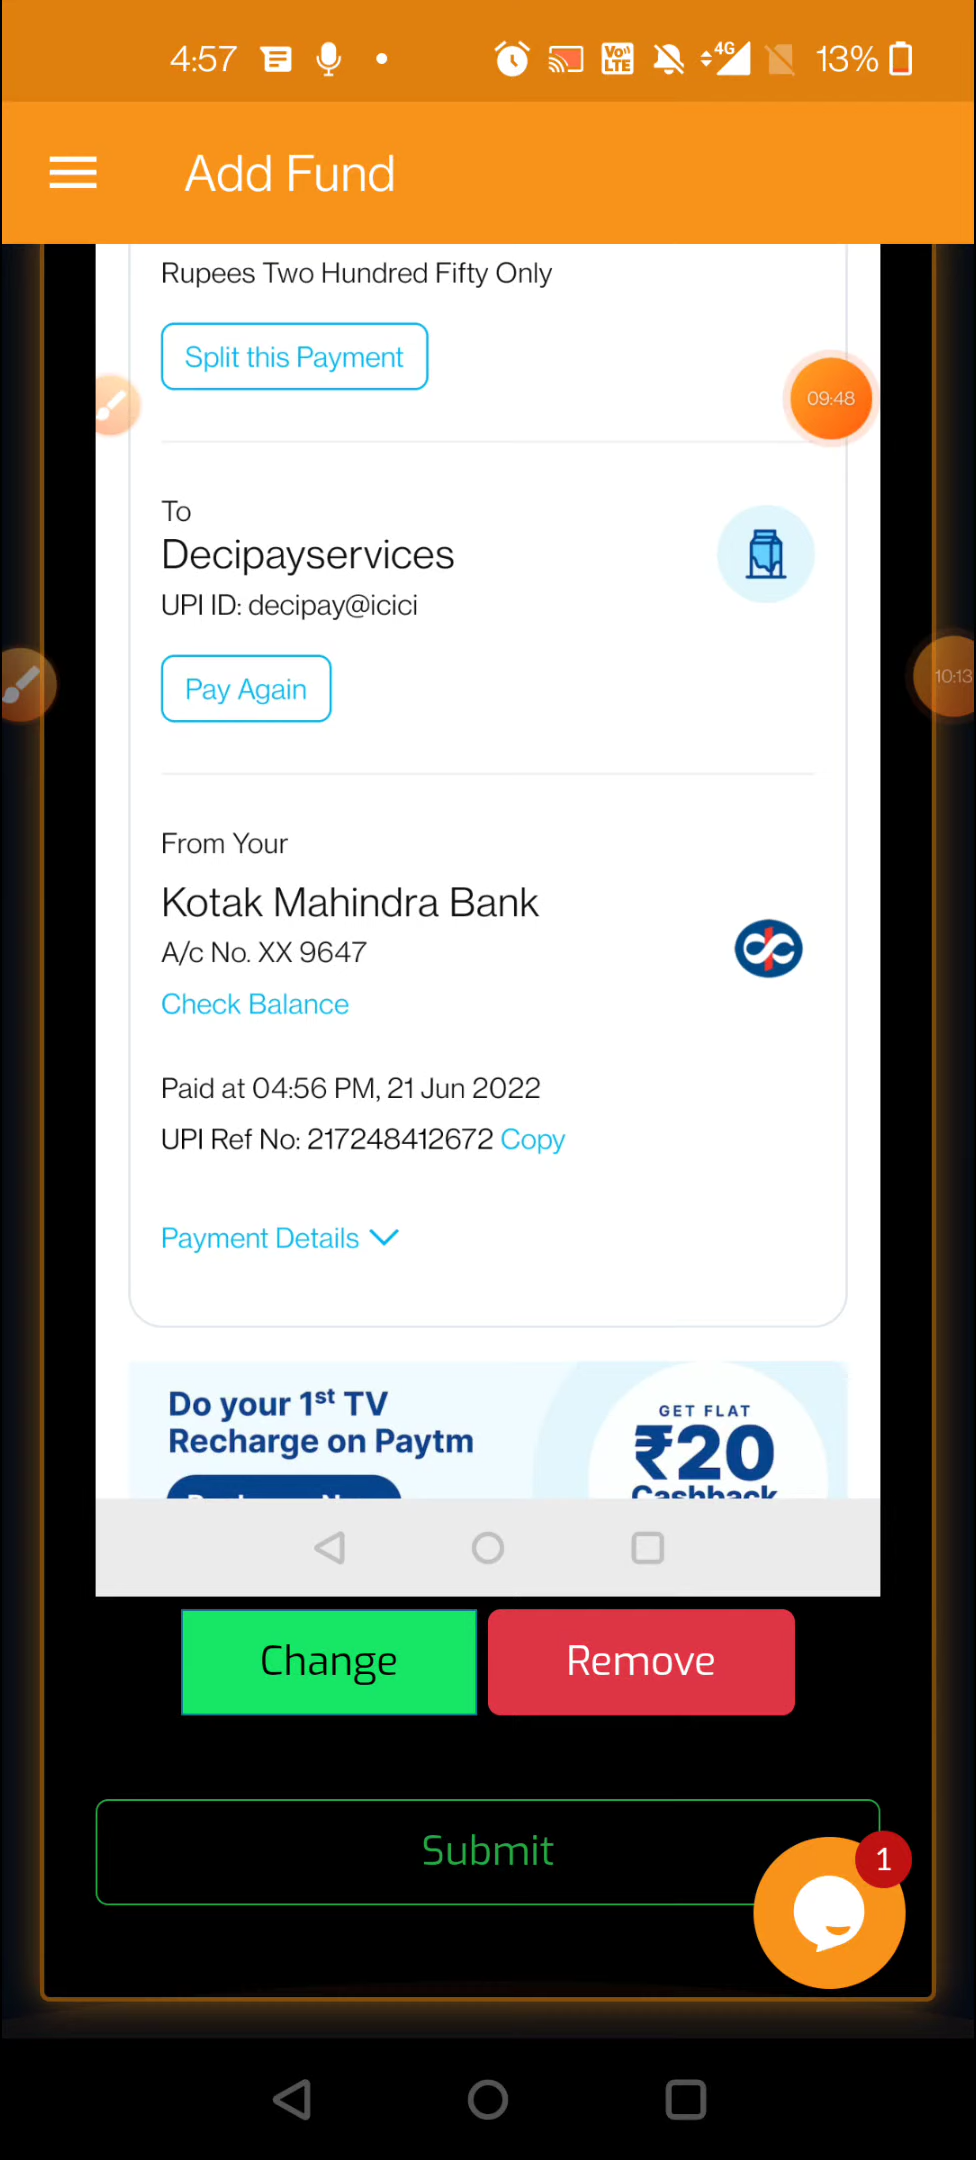 4:57
VoLTE
4G
13%
Add Fund
Rupees Two Hundred Fifty Only
Split this Payment
09:48
To
Decipayservices
UPI ID: decipay@icici
Pay Again
10:13
From Your
Kotak Mahindra Bank
A/c No. XX 9647
Check Balance
Paid at 04:56 PM, 21 Jun 2022
UPI Ref No: 217248412672 Copy
Payment Details
Do your 1st TV
Recharge on Paytm
GET FLAT
₹20
Cashback
Change
Remove
Submit
1